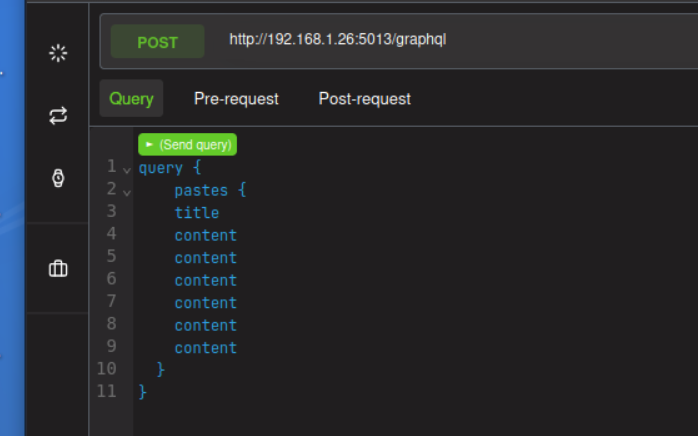 POST http://192.168.1.26:5013/graphql
Query Pre-request Post-request
(Send query)
1 query {
2 pastes {
3 title
4 content
5 content
6 content
7 content
8 content
9 content
10 }
11 }